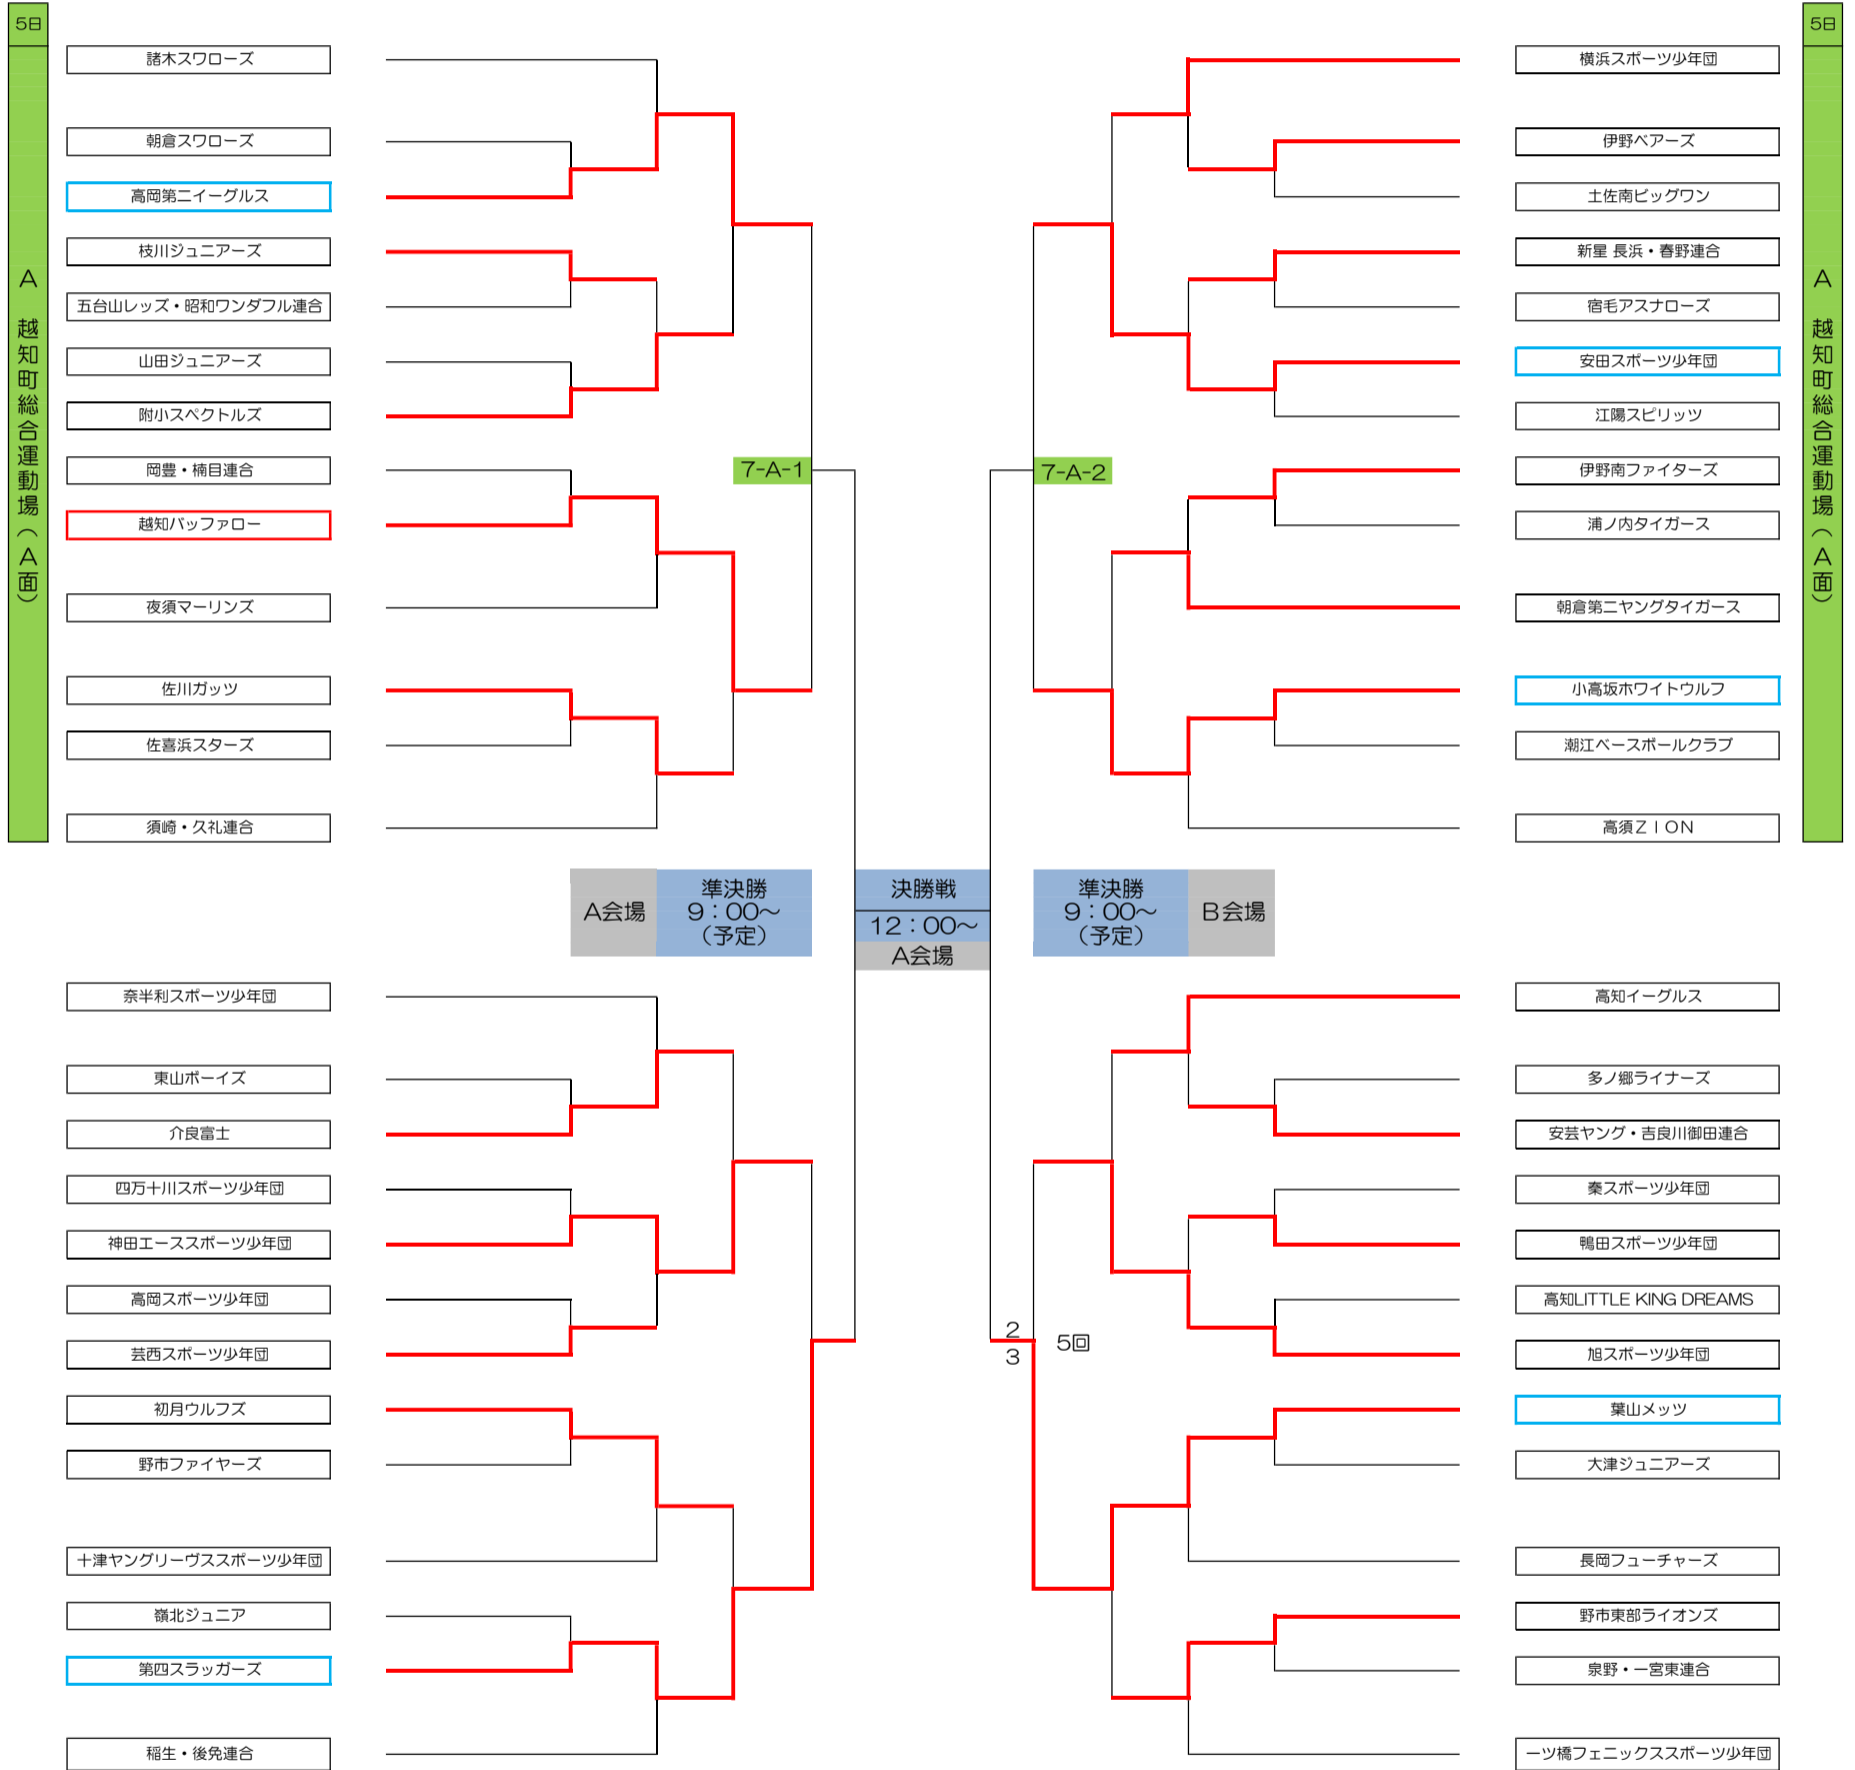 5日
A 越知町総合運動場(A面)
諸木スワローズ
朝倉スワローズ
高岡第二イーグルス
枝川ジュニアーズ
五台山レッズ・昭和ワンダフル連合
山田ジュニアーズ
附小スペクトルズ
岡豊・楠目連合
越知バッファロー
夜須マーリンズ
佐川ガッツ
佐喜浜スターズ
須崎・久礼連合
7-A-1
7-A-2
5日
A 越知町総合運動場(A面)
横浜スポーツ少年団
伊野ベアーズ
土佐南ビッグワン
新星 長浜・春野連合
宿毛アスナローズ
安田スポーツ少年団
江陽スピリッツ
伊野南ファイターズ
浦ノ内タイガース
朝倉第二ヤングタイガース
小高坂ホワイトウルフ
潮江ベースボールクラブ
高須ZION
A会場
準決勝
9:00~
(予定)
決勝戦
12:00~
A会場
準決勝
9:00~
(予定)
B会場
奈半利スポーツ少年団
東山ボーイズ
介良富士
四万十川スポーツ少年団
神田エーススポーツ少年団
高岡スポーツ少年団
芸西スポーツ少年団
初月ウルフズ
野市ファイヤーズ
十津ヤングリーヴススポーツ少年団
嶺北ジュニア
第四スラッガーズ
稲生・後免連合
2
3
5回
高知イーグルス
多ノ郷ライナーズ
安芸ヤング・吉良川御田連合
秦スポーツ少年団
鴨田スポーツ少年団
高知LITTLE KING DREAMS
旭スポーツ少年団
葉山メッツ
大津ジュニアーズ
長岡フューチャーズ
野市東部ライオンズ
泉野・一宮東連合
一ツ橋フェニックススポーツ少年団